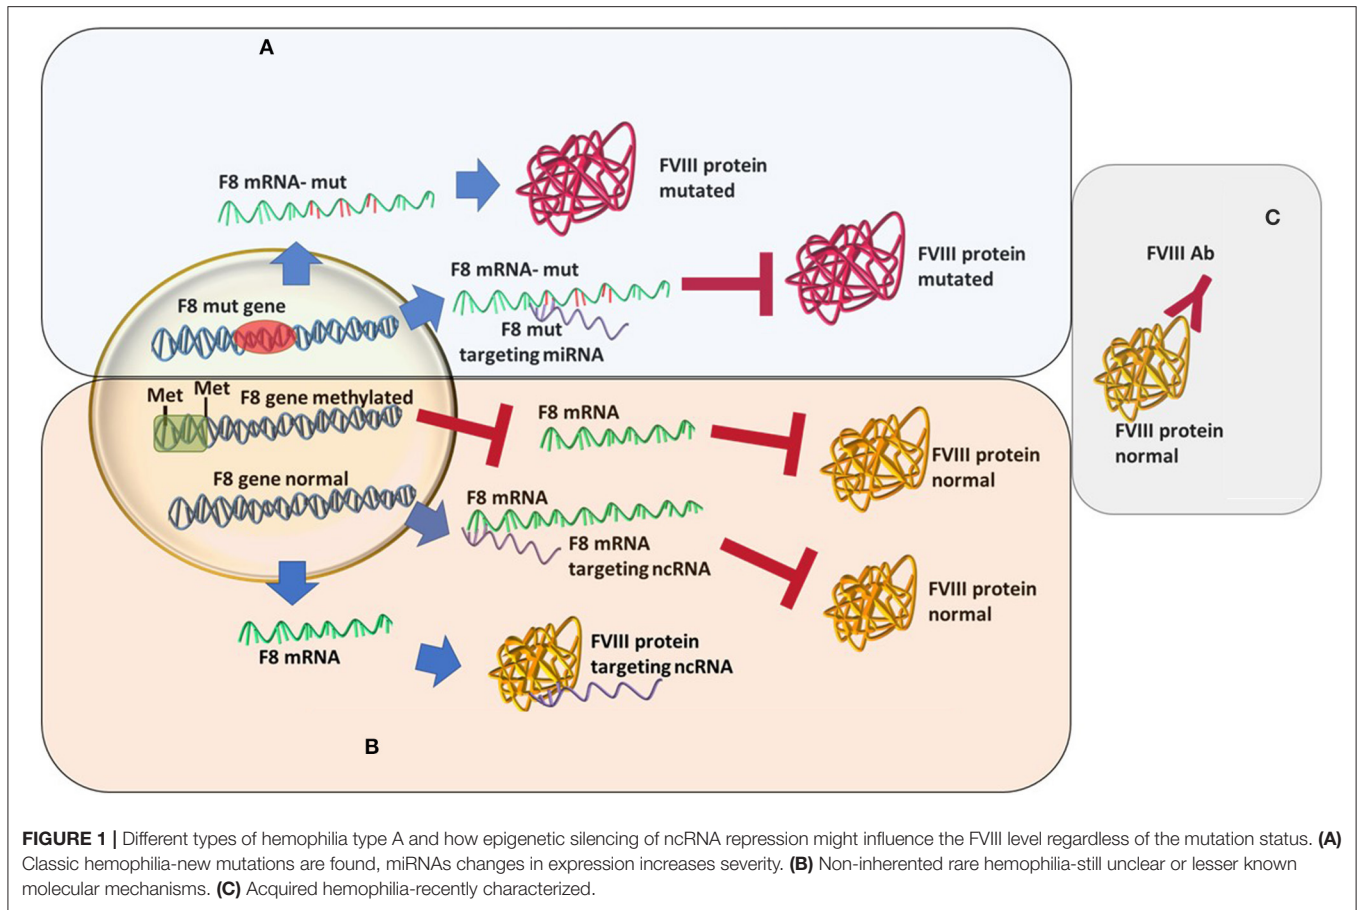 A
F8 mRNA- mut
FVIII protein
mutated
F8 mRNA- mut
FVIII protein
mutated
F8 mut gene
F8 mut
targeting miRNA
C
FVIII Ab
FVIII protein
normal
Met
Met
F8 gene methylated
F8 mRNA
FVIII protein
normal
F8 gene normal
F8 mRNA
F8 mRNA
targeting ncRNA
FVIII protein
normal
F8 mRNA
FVIII protein
targeting ncRNA
B
FIGURE 1 | Different types of hemophilia type A and how epigenetic silencing of ncRNA repression might influence the FVIII level regardless of the mutation status. (A)
Classic hemophilia-new mutations are found, miRNAs changes in expression increases severity. (B) Non-inherented rare hemophilia-still unclear or lesser known
molecular mechanisms. (C) Acquired hemophilia-recently characterized.